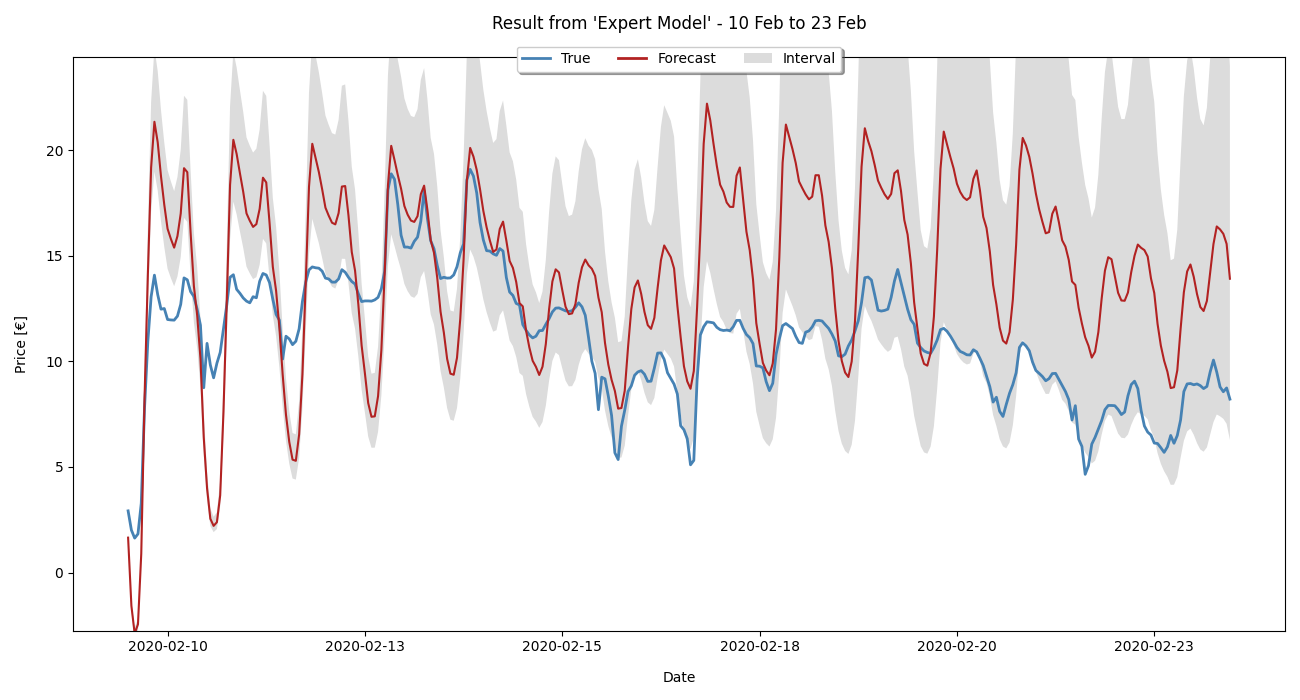 Result from 'Expert Model' - 10 Feb to 23 Feb
True Forecast Interval
Price [€]
20
15
10
5
0
2020-02-10 2020-02-13 2020-02-15 2020-02-18 2020-02-20 2020-02-23
Date